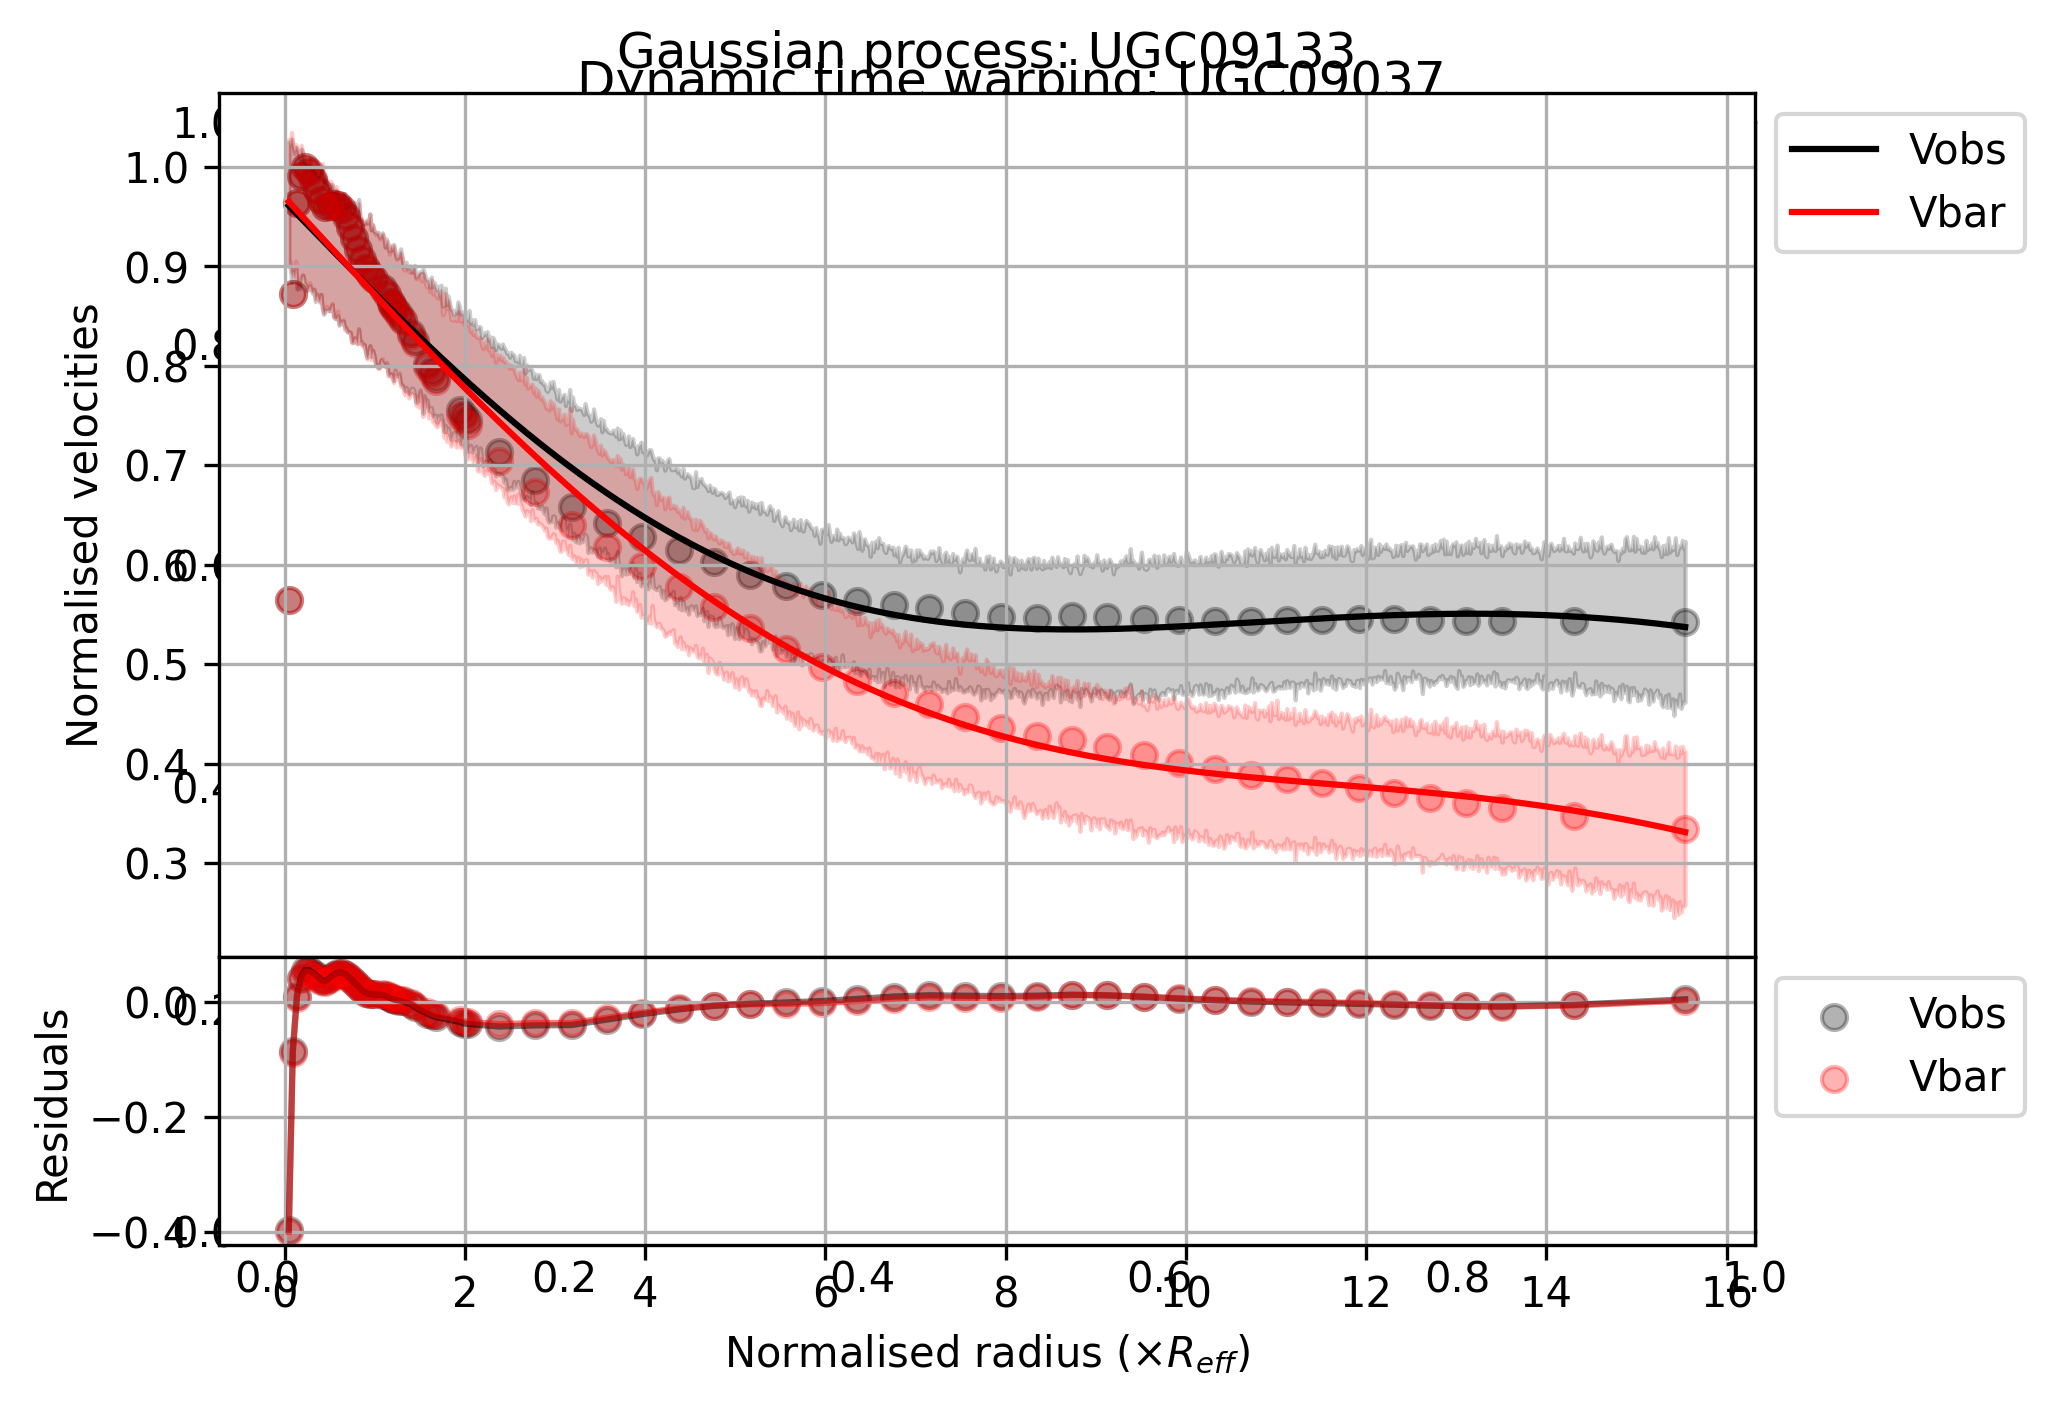 Gaussian process: UGC09133
Dynamic time warping: UGC09037
1.0
0.9
0.8
0.7
0.6
0.5
0.4
0.3
Normalised velocities
Vobs
Vbar
0.0
−0.2
−0.4
Residuals
Vobs
Vbar
0.0 0.2 0.4 0.6 0.8 1.0
0 2 4 6 8 10 12 14 16
Normalised radius (×R_eff)